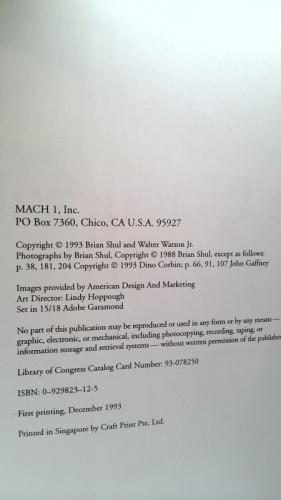 MACH 1, Inc.
PO Box 7360, Chico, CA U.S.A. 95927
Copyright © 1993 Brian Shul and Walter Watson Jr.
Photographs by Brian Shul, Copyright © 1988 Brian Shul, except as follows:
p. 38, 181, 204 Copyright © 1993 Dino Corbin; p. 66, 91, 107 John Gaffney
Images provided by American Design And Marketing
Art Director: Lindy Hoppough
Set in 15/18 Adobe Garamond
No part of this publication may be reproduced or used in any form or by any means —
graphic, electronic, or mechanical, including photocopying, recording, taping, or
information storage and retrieval systems — without written permission of the publisher
Library of Congress Catalog Card Number: 93-078250
ISBN: 0-929823-12-5
First printing, December 1993
Printed in Singapore by Craft Print Pte, Ltd.